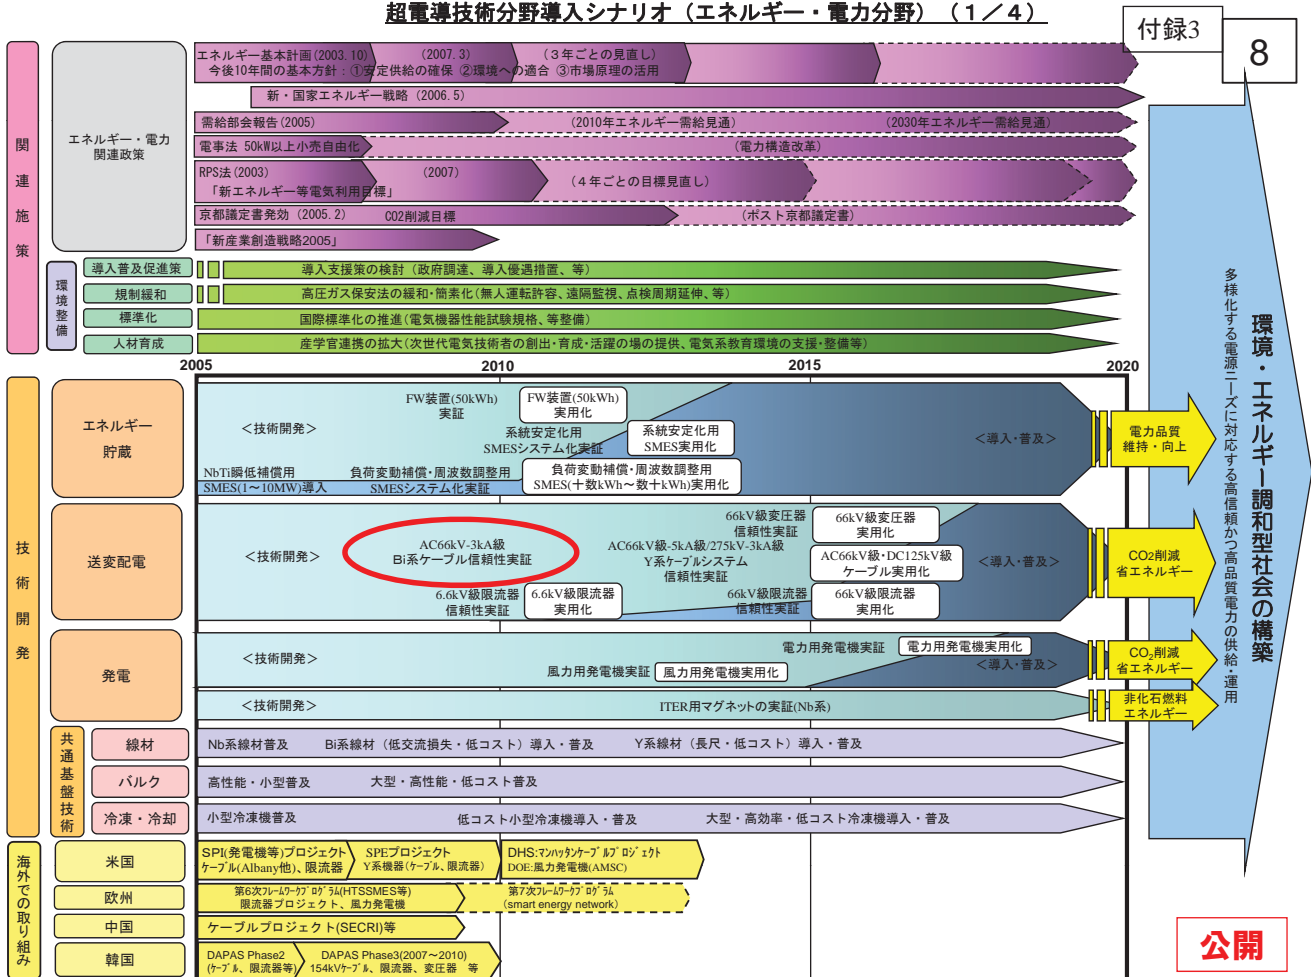 超電導技術分野導入シナリオ（エネルギー・電力分野）（１／４）
付録3
8
関連施策
エネルギー・電力
関連政策
エネルギー基本計画(2003.10)
(2007.3)
(３年ごとの見直し)
今後10年間の基本方針：①安定供給の確保 ②環境への適合 ③市場原理の活用
新・国家エネルギー戦略 (2006.5)
需給部会報告(2005)
(2010年エネルギー需給見通)
(2030年エネルギー需給見通)
電事法 50kW以上小売自由化
(電力構造改革)
RPS法(2003)
(2007)
(４年ごとの目標見直し)
「新エネルギー等電気利用目標」
京都議定書発効 (2005.2)
CO2削減目標
(ポスト京都議定書)
「新産業創造戦略2005」
環境整備
導入普及促進策
導入支援策の検討 (政府調達、導入優遇措置、等)
規制緩和
高圧ガス保安法の緩和・簡素化(無人運転許容、遠隔監視、点検周期延伸、等)
標準化
国際標準化の推進(電気機器性能試験規格、等整備)
人材育成
産学官連携の拡大(次世代電気技術者の創出・育成・活躍の場の提供、電気系教育環境の支援・整備等)
2005
2010
2015
2020
技術開発
エネルギー
貯蔵
＜技術開発＞
FW装置(50kWh)
実証
FW装置(50kWh)
実用化
系統安定化用
SMESシステム化実証
系統安定化用
SMES実用化
NbTi瞬低補償用
SMES(1～10MW)導入
負荷変動補償・周波数調整用
SMESシステム化実証
負荷変動補償・周波数調整用
SMES(十数kWh～数十kWh)実用化
＜導入・普及＞
電力品質
維持・向上
送変配電
＜技術開発＞
AC66kV-3kA級
Bi系ケーブル信頼性実証
66kV級変圧器
信頼性実証
66kV級変圧器
実用化
AC66kV級-5kA級/275kV-3kA級
Y系ケーブルシステム
信頼性実証
AC66kV級・DC125kV級
ケーブル実用化
6.6kV級限流器
信頼性実証
6.6kV級限流器
実用化
66kV級限流器
信頼性実証
66kV級限流器
実用化
＜導入・普及＞
CO2削減
省エネルギー
発電
＜技術開発＞
電力用発電機実証
電力用発電機実用化
風力用発電機実証
風力用発電機実用化
＜導入・普及＞
CO₂削減
省エネルギー
＜技術開発＞
ITER用マグネットの実証(Nb系)
非化石燃料
エネルギー
共通基盤技術
線材
Nb系線材普及
Bi系線材（低交流損失・低コスト）導入・普及
Y系線材（長尺・低コスト）導入・普及
バルク
高性能・小型普及
大型・高性能・低コスト普及
冷凍・冷却
小型冷凍機普及
低コスト小型冷凍機導入・普及
大型・高効率・低コスト冷凍機導入・普及
海外での取り組み
米国
SPI(発電機等)プロジェクト
ケーブル(Albany他)、限流器
SPEプロジェクト
Y系機器(ケーブル、限流器)
DHS:マンハッタンケーブルプロジェクト
DOE:風力発電機(AMSC)
欧州
第6次フレームワークプログラム(HTSSMES等)
限流器プロジェクト、風力発電機
第7次フレームワークプログラム
(smart energy network)
中国
ケーブルプロジェクト(SECRI)等
韓国
DAPAS Phase2
(ケーブル、限流器等)
DAPAS Phase3(2007～2010)
154kVケーブル、限流器、変圧器　等
多様化する電源ニーズに対応する高信頼かつ高品質電力の供給・運用
環境・エネルギー調和型社会の構築
公開